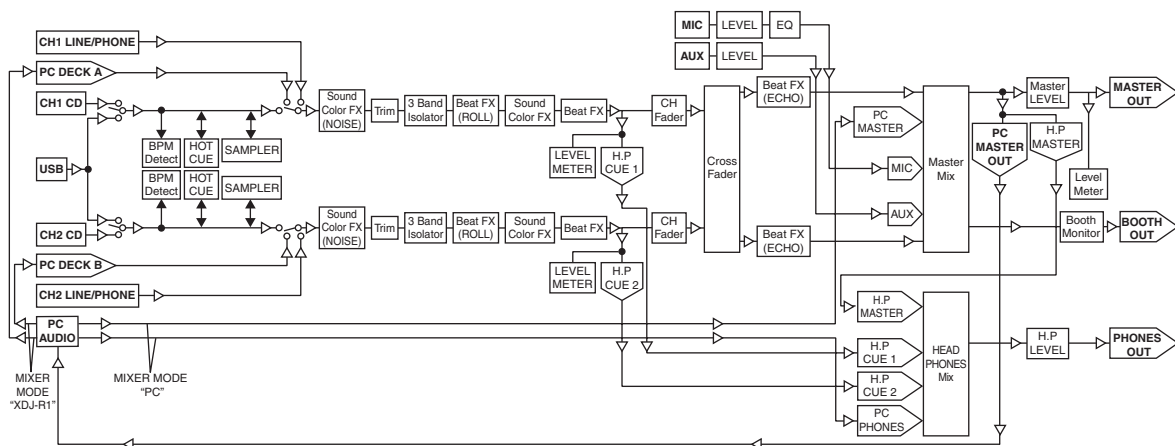 CH1 LINE/PHONE
PC DECK A
CH1 CD
USB
CH2 CD
PC DECK B
CH2 LINE/PHONE
PC
AUDIO
MIXER
MODE
“XDJ-R1”
MIXER MODE
“PC”
BPM
Detect
HOT
CUE
SAMPLER
BPM
Detect
HOT
CUE
SAMPLER
Sound
Color FX
(NOISE)
Trim
3 Band
Isolator
Beat FX
(ROLL)
Sound
Color FX
Beat FX
LEVEL
METER
H.P
CUE 1
CH
Fader
Sound
Color FX
(NOISE)
Trim
3 Band
Isolator
Beat FX
(ROLL)
Sound
Color FX
Beat FX
LEVEL
METER
H.P
CUE 2
CH
Fader
Cross
Fader
MIC
LEVEL
EQ
AUX
LEVEL
Beat FX
(ECHO)
Beat FX
(ECHO)
PC
MASTER
MIC
AUX
Master
Mix
Master
LEVEL
MASTER
OUT
PC
MASTER
OUT
H.P
MASTER
Level
Meter
Booth
Monitor
BOOTH
OUT
H.P
MASTER
H.P
CUE 1
H.P
CUE 2
PC
PHONES
HEAD
PHONES
Mix
H.P
LEVEL
PHONES
OUT